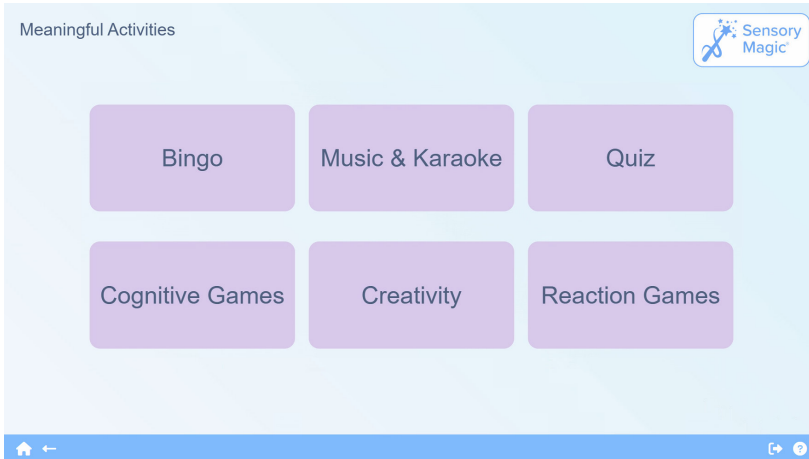 Meaningful Activities
Sensory
Magic®
Bingo
Music & Karaoke
Quiz
Cognitive Games
Creativity
Reaction Games
?